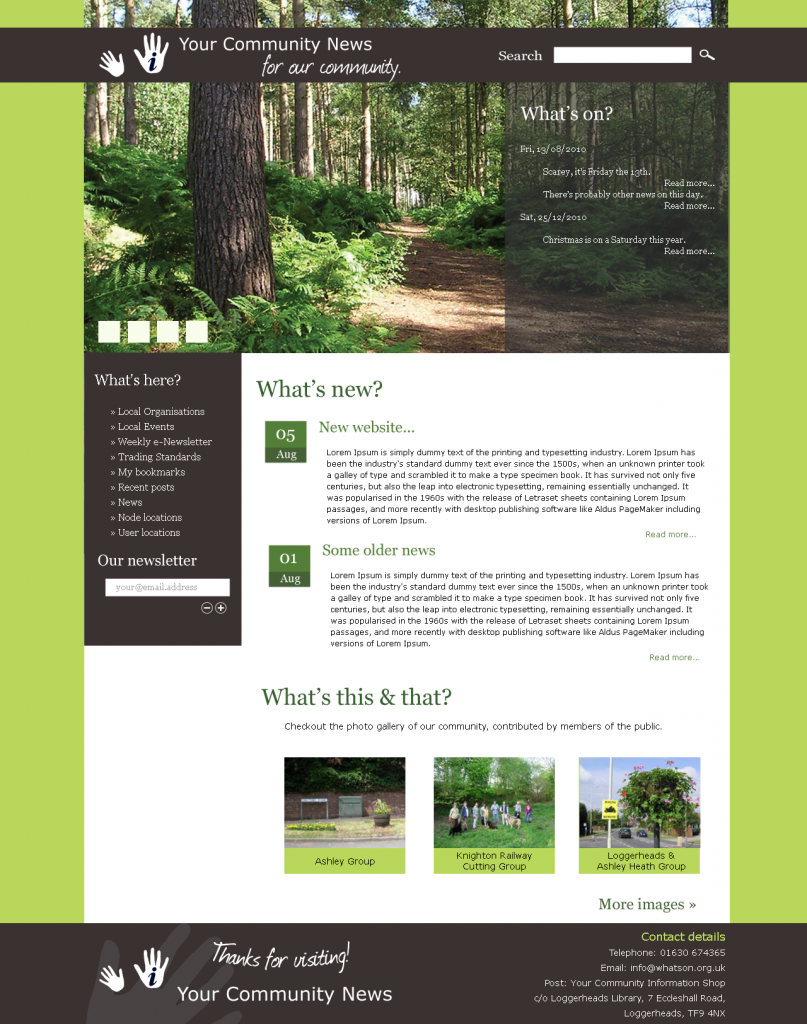 Your Community News
for our community.
Search
What's on?
Fri, 13/08/2010
Scarey, it's Friday the 13th.
Read more...
There's probably other news on this day.
Read more...
Sat, 25/12/2010
Christmas is on a Saturday this year.
Read more...
What's here?
» Local Organisations
» Local Events
» Weekly e-Newsletter
» Trading Standards
» My bookmarks
» Recent posts
» News
» Node locations
» User locations
Our newsletter
your@email.address
What's new?
05
Aug
New website...
Lorem Ipsum is simply dummy text of the printing and typesetting industry. Lorem Ipsum has
been the industry's standard dummy text ever since the 1500s, when an unknown printer took
a galley of type and scrambled it to make a type specimen book. It has survived not only five
centuries, but also the leap into electronic typesetting, remaining essentially unchanged. It
was popularised in the 1960s with the release of Letraset sheets containing Lorem Ipsum
passages, and more recently with desktop publishing software like Aldus PageMaker including
versions of Lorem Ipsum.
Read more...
01
Aug
Some older news
Lorem Ipsum is simply dummy text of the printing and typesetting industry. Lorem Ipsum has
been the industry's standard dummy text ever since the 1500s, when an unknown printer took
a galley of type and scrambled it to make a type specimen book. It has survived not only five
centuries, but also the leap into electronic typesetting, remaining essentially unchanged. It
was popularised in the 1960s with the release of Letraset sheets containing Lorem Ipsum
passages, and more recently with desktop publishing software like Aldus PageMaker including
versions of Lorem Ipsum.
Read more...
What's this & that?
Checkout the photo gallery of our community, contributed by members of the public.
Ashley Group
Knighton Railway
Cutting Group
Loggerheads &
Ashley Heath Group
More images »
Thanks for visiting!
Your Community News
Contact details
Telephone: 01630 674365
Email: info@whatson.org.uk
Post: Your Community Information Shop
c/o Loggerheads Library, 7 Eccleshall Road,
Loggerheads, TF9 4NX